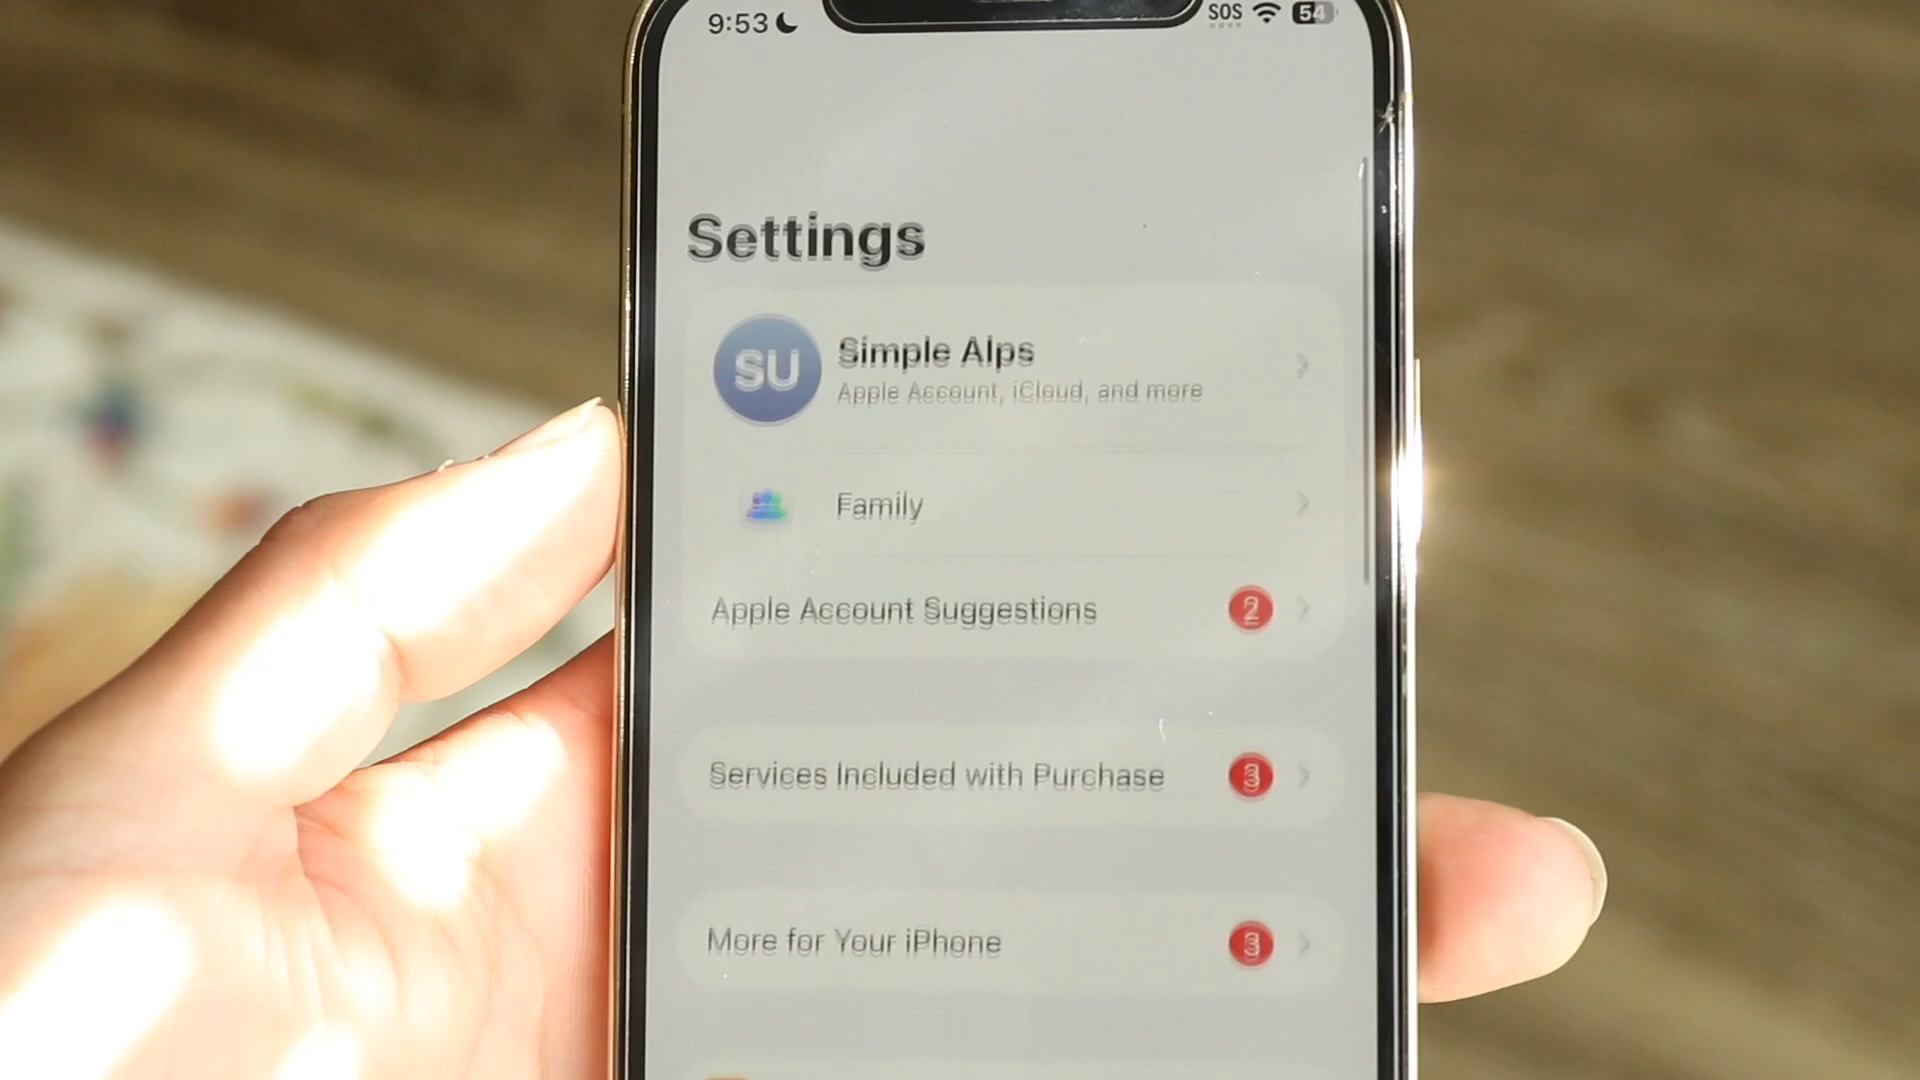 9:53
SOS
54
Settings
SU
Simple Alps
Apple Account, iCloud, and more
Family
Apple Account Suggestions
2
Services Included with Purchase
3
More for Your iPhone
3